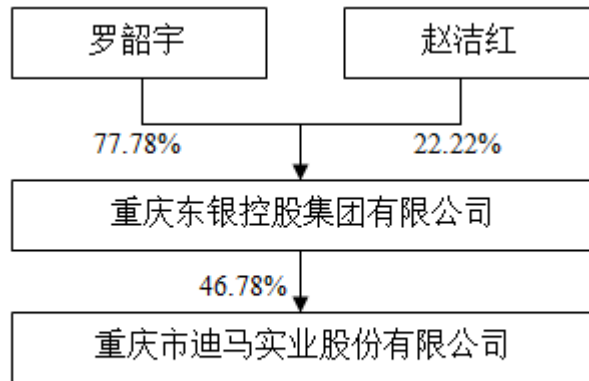 罗韶宇
赵洁红
77.78%
22.22%
重庆东银控股集团有限公司
46.78%
重庆市迪马实业股份有限公司